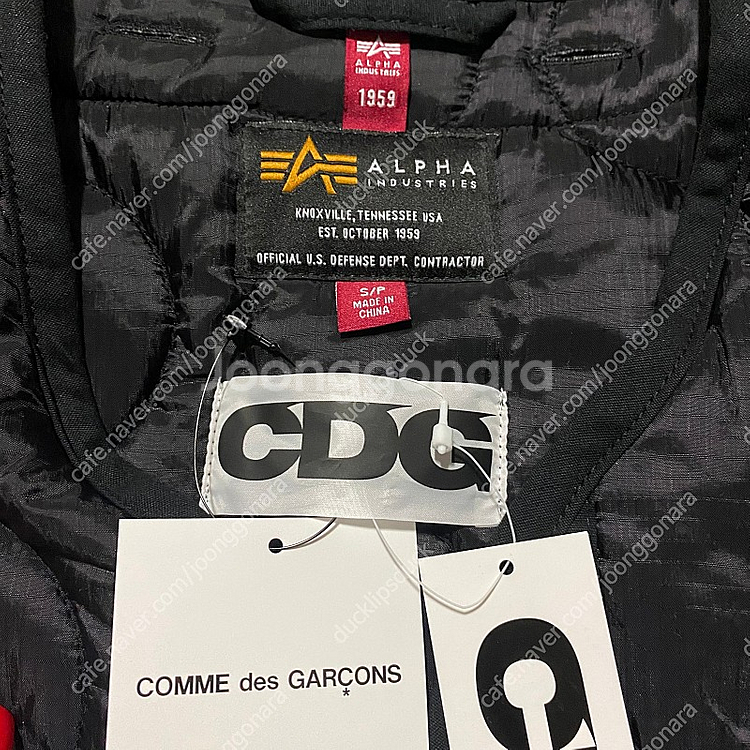 ALPHA
INDUSTRIES
1959
ALPHA
INDUSTRIES
KNOXVILLE, TENNESSEE USA
EST. OCTOBER 1959
OFFICIAL U.S. DEFENSE DEPT. CONTRACTOR
S/P
MADE IN
CHINA
joonggonara
CDG
COMME des GARÇONS
*
cafe.naver.com/joonggonara
ducklipsduck